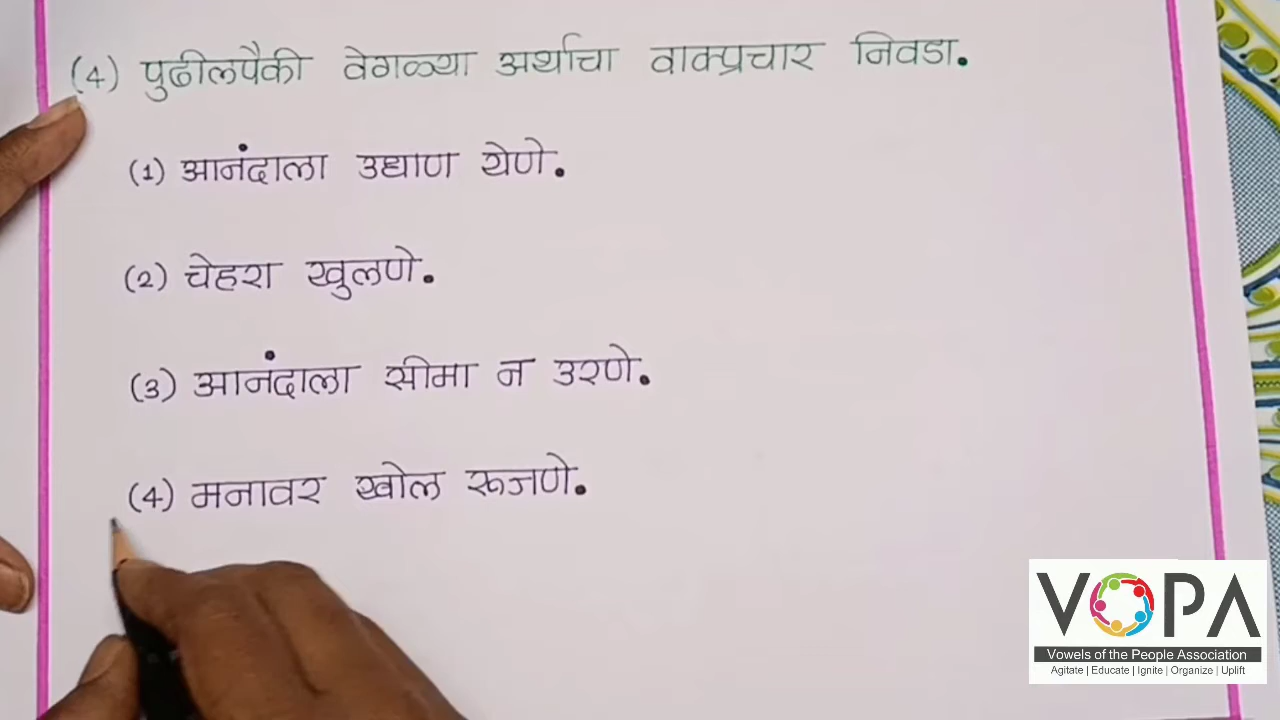 (4) पुढीलपैकी वेगळ्या अर्थाचा वाक्प्रचार निवडा.
(1) आनंदाला उधाण येणे.
(2) चेहरा खुलणे.
(3) आनंदाला सीमा न उरणे.
(4) मनावर खोल रूजणे.
VOPA
Vowels of the People Association
Agitate | Educate | Ignite | Organize | Uplift